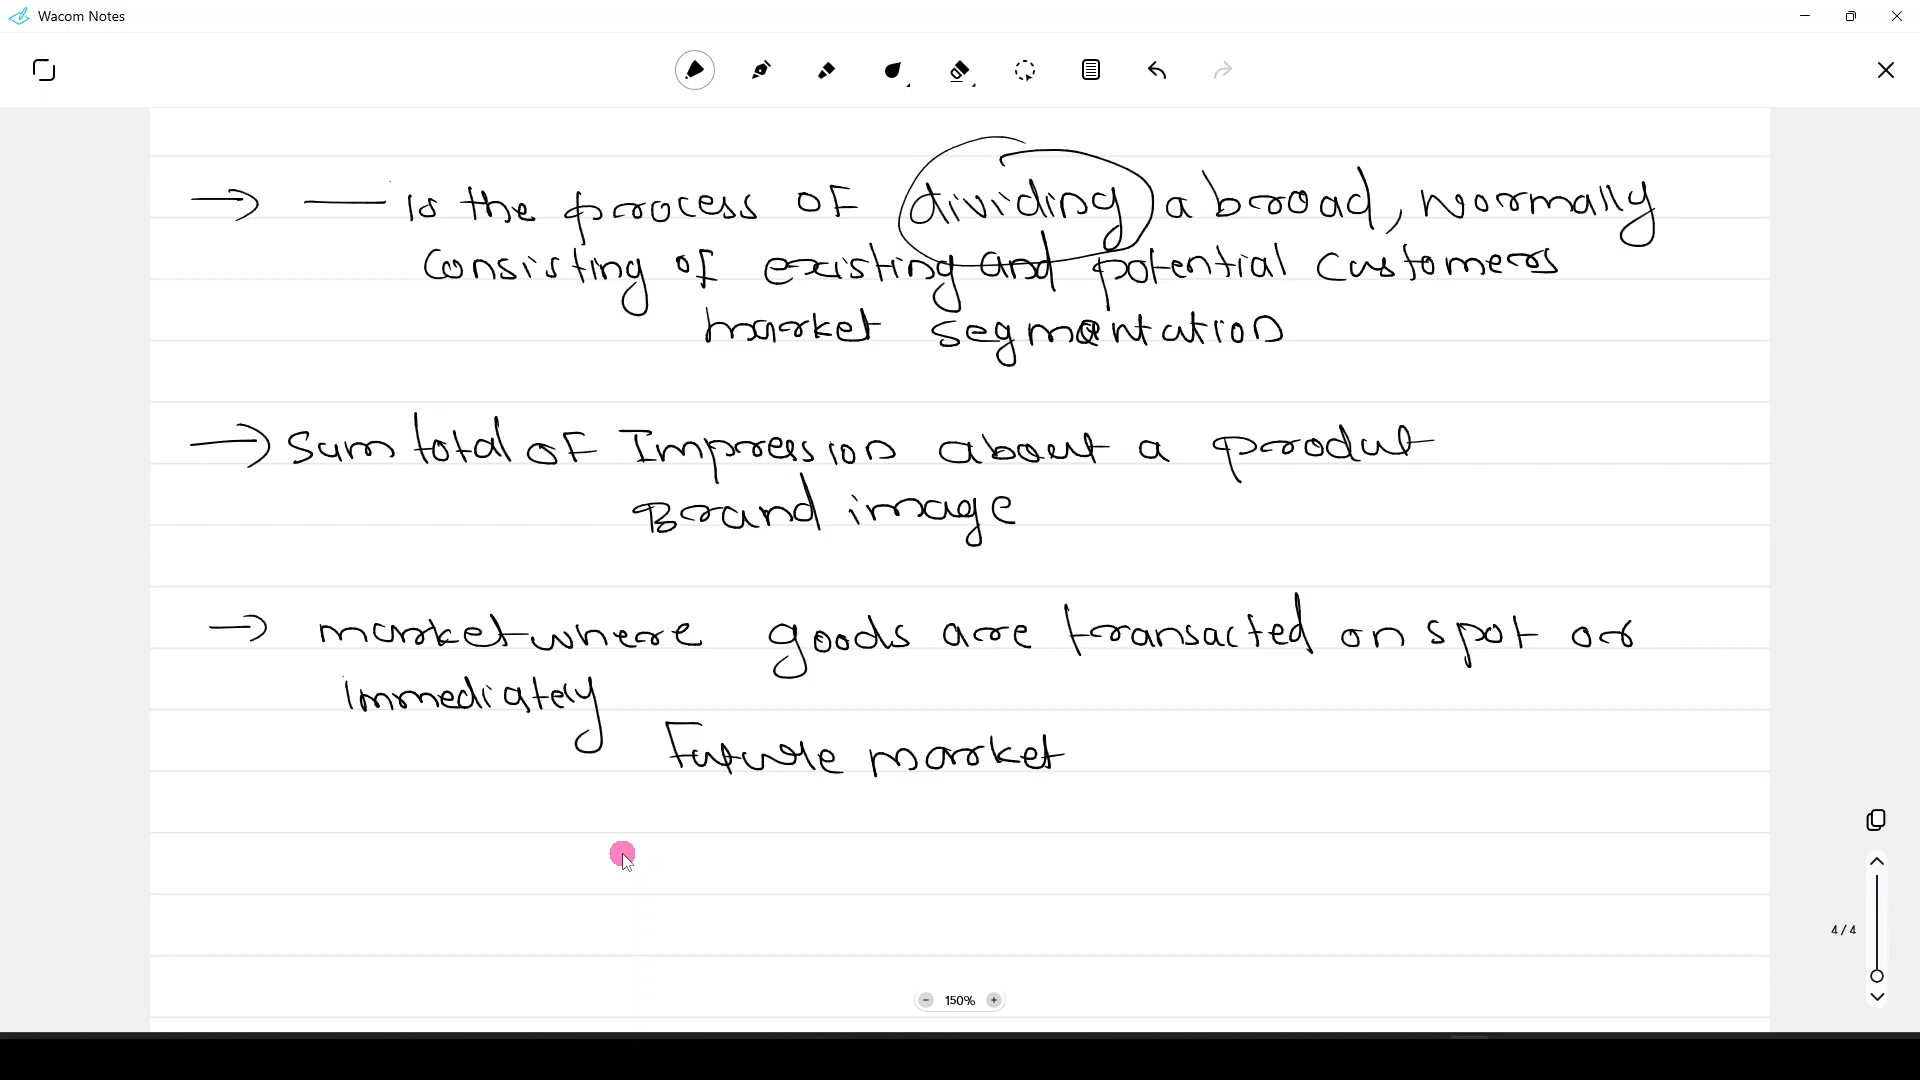 Wacom Notes
→ — is the process of dividing a broad, normally
consisting of existing and potential customers
market segmentation
→ Sum total of Impression about a product
Brand image
→ market where goods are transacted on spot or
immediately
Future market
4 / 4
150%